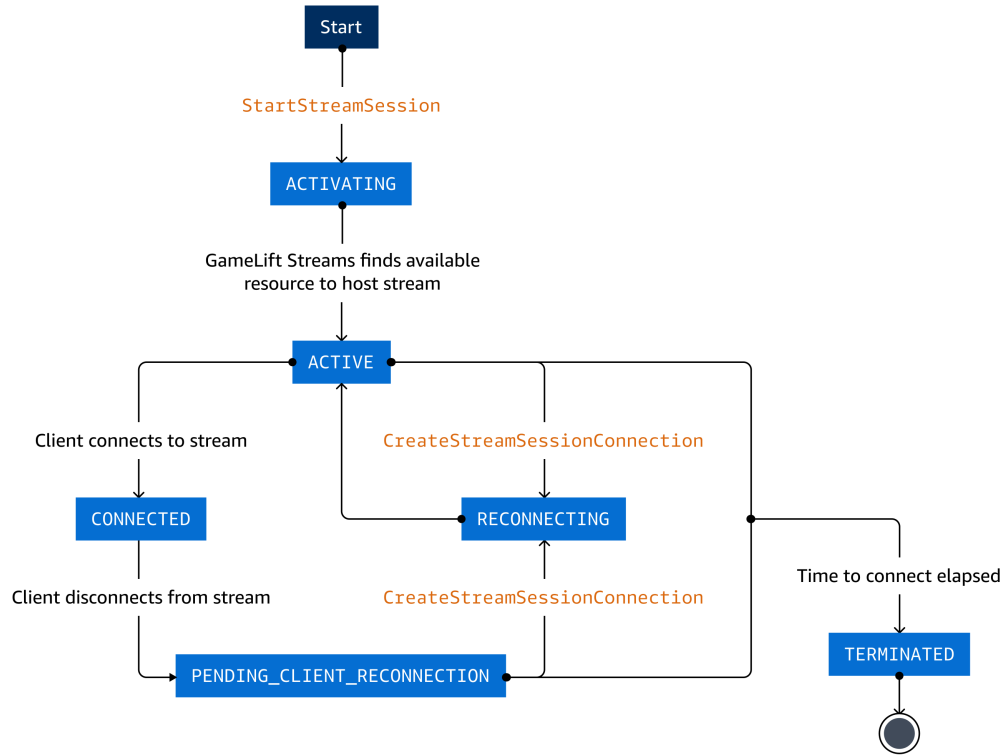 Start
StartStreamSession
ACTIVATING
GameLift Streams finds available
resource to host stream
ACTIVE
Client connects to stream
CreateStreamSessionConnection
CONNECTED
RECONNECTING
Time to connect elapsed
Client disconnects from stream
CreateStreamSessionConnection
TERMINATED
PENDING_CLIENT_RECONNECTION